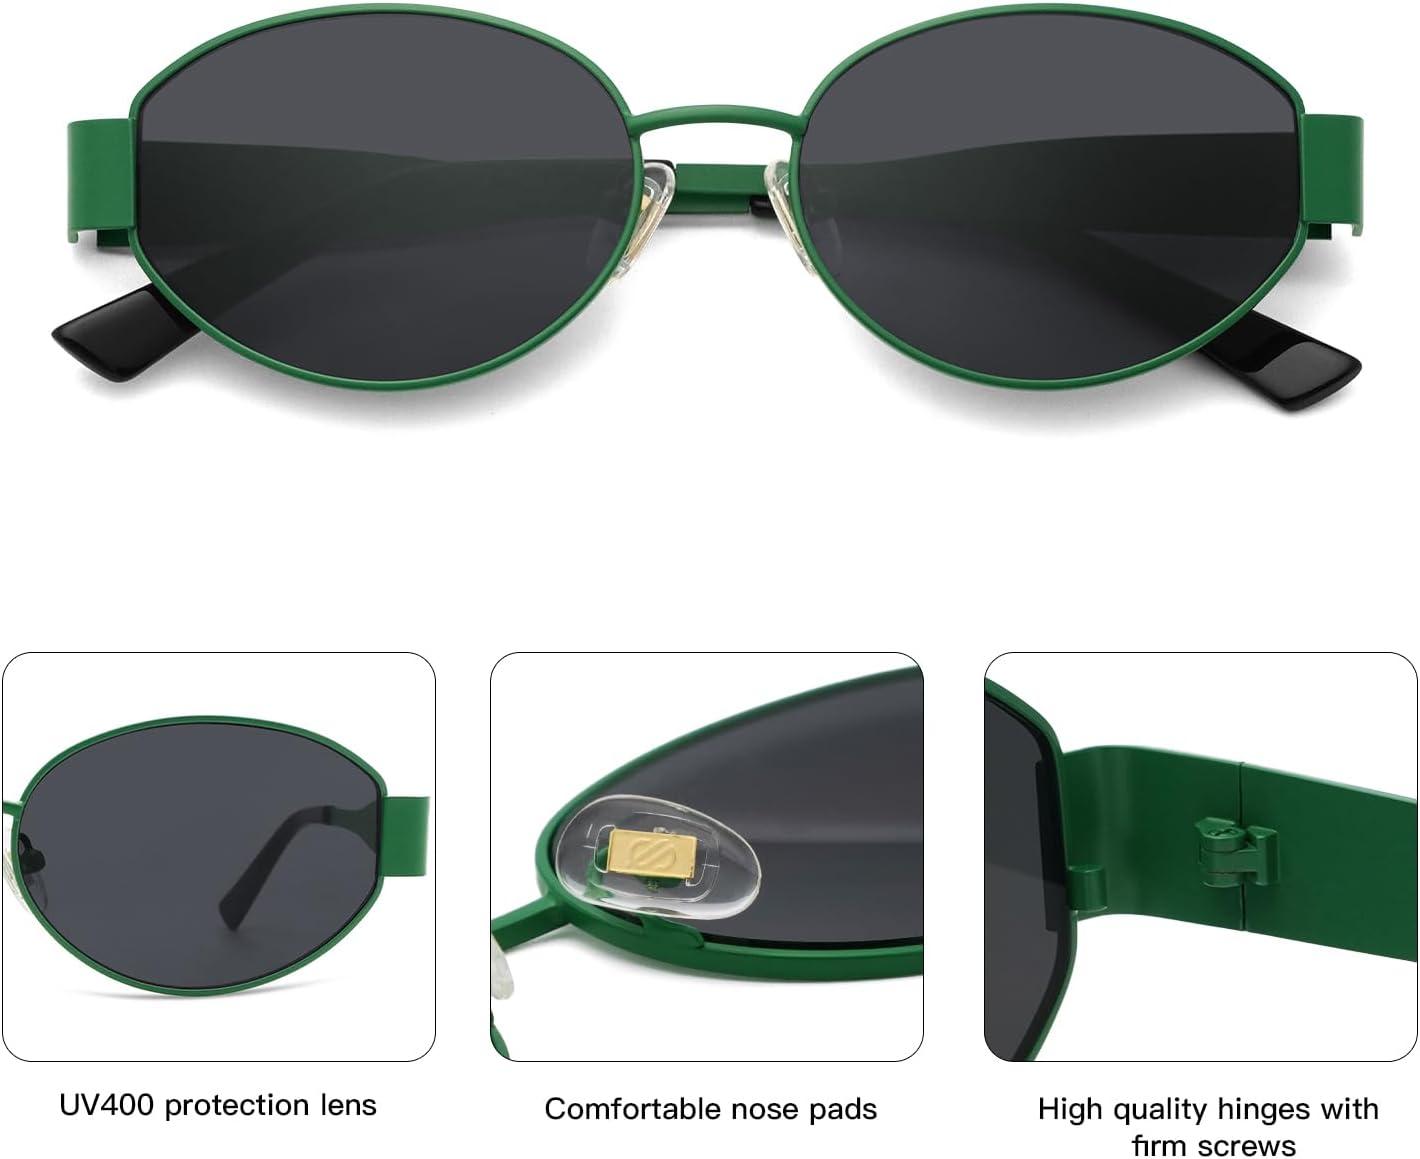 UV400 protection lens
Comfortable nose pads
High quality hinges with
firm screws